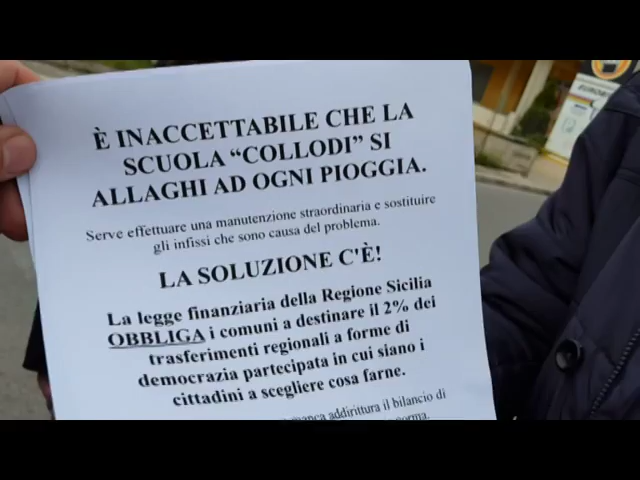 È INACCETTABILE CHE LA
SCUOLA “COLLODI” SI
ALLAGHI AD OGNI PIOGGIA.
Serve effettuare una manutenzione straordinaria e sostituire
gli infissi che sono causa del problema.
LA SOLUZIONE C'È!
La legge finanziaria della Regione Sicilia
OBBLIGA i comuni a destinare il 2% dei
trasferimenti regionali a forme di
democrazia partecipata in cui siano i
cittadini a scegliere cosa farne.
manca addirittura il bilancio di
norma.